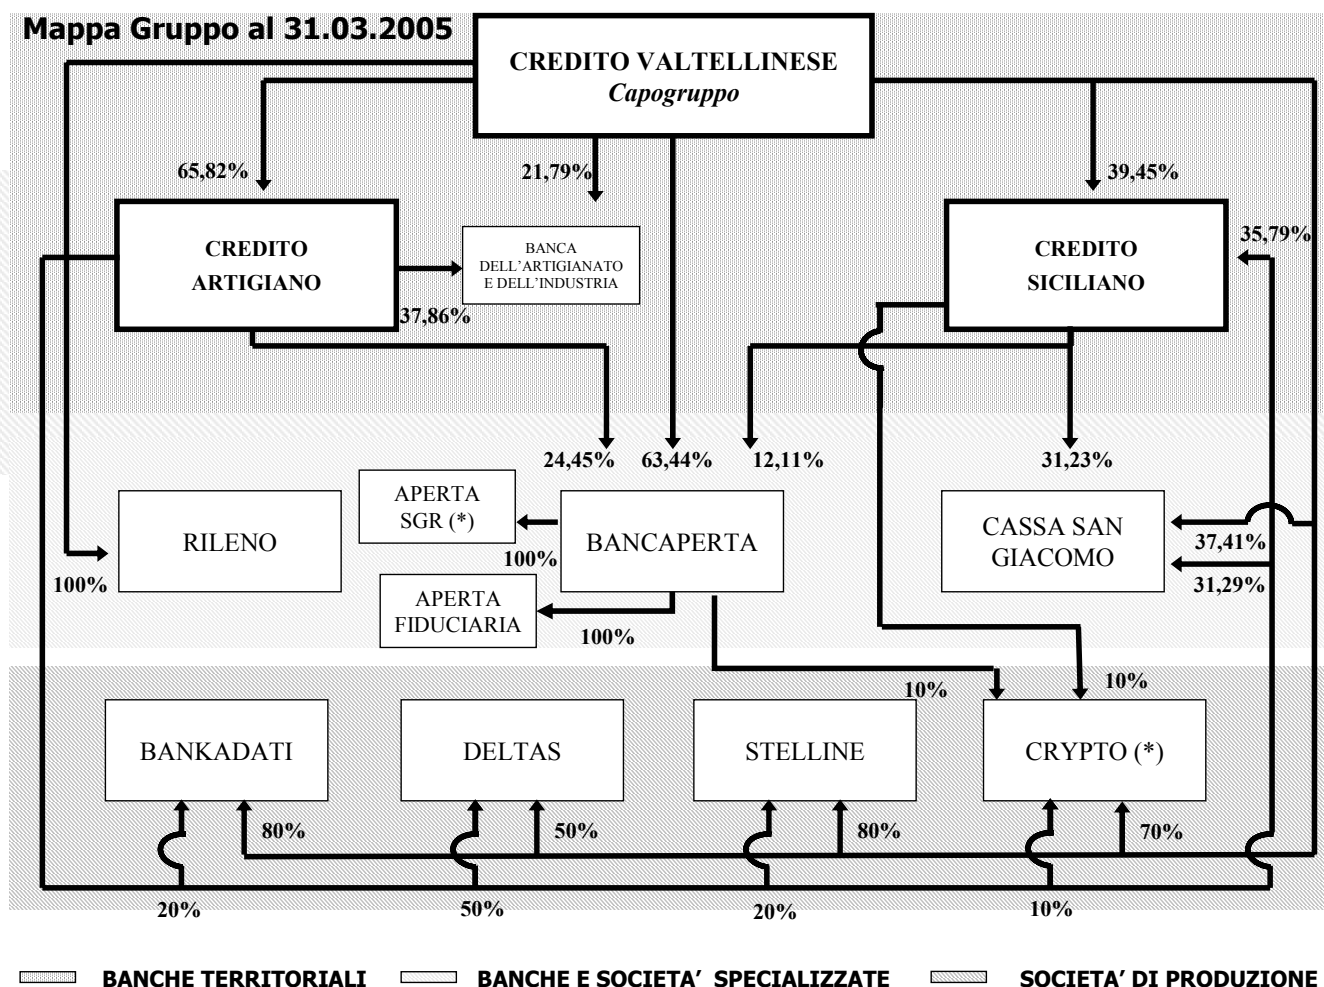 Mappa Gruppo al 31.03.2005
CREDITO VALTELLINESE
Capogruppo
65,82%
21,79%
39,45%
CREDITO
ARTIGIANO
BANCA
DELL'ARTIGIANATO
E DELL'INDUSTRIA
CREDITO
SICILIANO
35,79%
37,86%
24,45%
63,44%
12,11%
31,23%
RILENO
100%
APERTA
SGR (*)
100%
BANCAPERTA
APERTA
FIDUCIARIA
100%
CASSA SAN
GIACOMO
37,41%
31,29%
10%
10%
BANKADATI
DELTAS
STELLINE
CRYPTO (*)
80%
50%
80%
70%
20%
50%
20%
10%
BANCHE TERRITORIALI
BANCHE E SOCIETA' SPECIALIZZATE
SOCIETA' DI PRODUZIONE